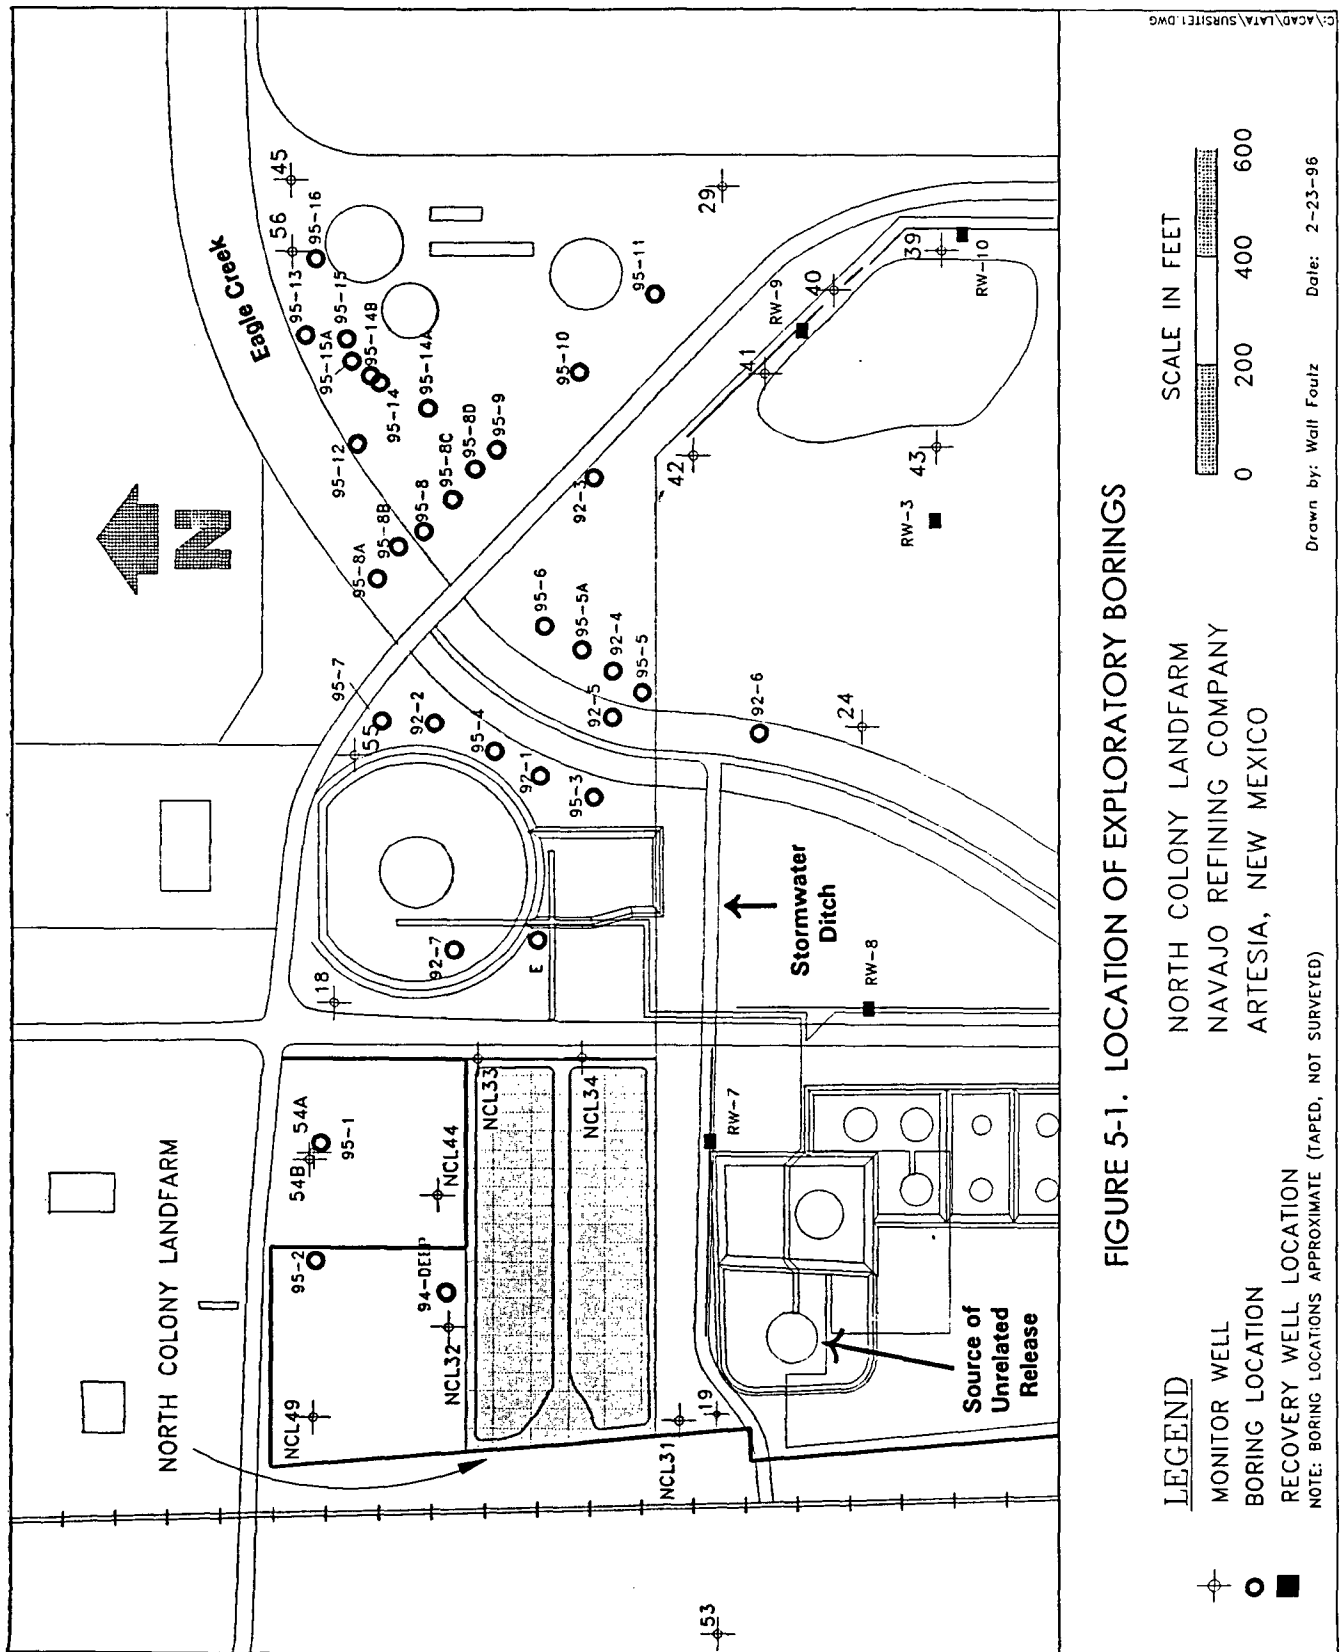 NORTH COLONY LANDFARM
Eagle Creek
N
56
45
95-13
95-16
95-15A
95-15
95-14B
95-14
95-12
95-14A
95-8C
95-8D
95-9
95-8
95-8B
95-8A
95-10
95-11
29
95-7
55
92-2
95-4
92-1
95-3
95-6
95-5A
92-4
95-5
92-5
92-3
42
41
RW-9
40
39
RW-10
43
RW-3
92-6
24
18
92-7
E
Stormwater
Ditch
RW-8
54B
54A
95-1
95-2
NCL49
NCL44
94-DEEP
NCL32
NCL33
NCL34
NCL31
19
RW-7
53
Source of
Unrelated
Release
FIGURE 5-1. LOCATION OF EXPLORATORY BORINGS
LEGEND
MONITOR WELL
BORING LOCATION
RECOVERY WELL LOCATION
NOTE: BORING LOCATIONS APPROXIMATE (TAPED, NOT SURVEYED)
NORTH COLONY LANDFARM
NAVAJO REFINING COMPANY
ARTESIA, NEW MEXICO
SCALE IN FEET
0 200 400 600
Drawn by: Walt Foutz Date: 2-23-96
C:\ACAD\LATA\SURSITE1.DWG